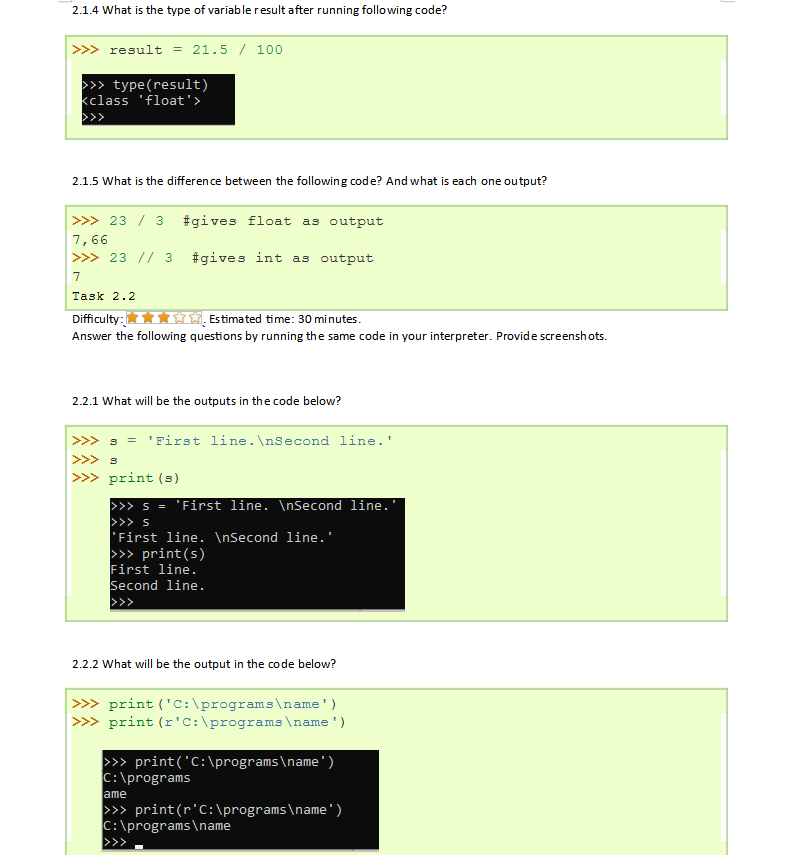 2.1.4 What is the type of variable result after running following code?
>>> result = 21.5 / 100
>>> type(result)
<class 'float'>
>>>
2.1.5 What is the difference between the following code? And what is each one output?
>>> 23 / 3  #gives float as output
7,66
>>> 23 // 3  #gives int as output
7
Task 2.2
Difficulty: . Estimated time: 30 minutes.
Answer the following questions by running the same code in your interpreter. Provide screenshots.
2.2.1 What will be the outputs in the code below?
>>> s = 'First line.\nSecond line.'
>>> s
>>> print(s)
>>> s = 'First line. \nSecond line.'
>>> s
'First line. \nSecond line.'
>>> print(s)
First line.
Second line.
>>>
2.2.2 What will be the output in the code below?
>>> print('C:\programs\name')
>>> print(r'C:\programs\name')
>>> print('C:\programs\name')
C:\programs
ame
>>> print(r'C:\programs\name')
C:\programs\name
>>>